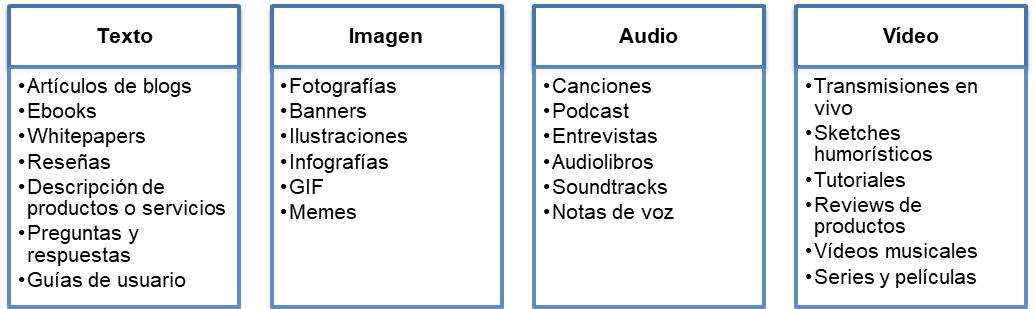 Texto
•Artículos de blogs
•Ebooks
•Whitepapers
•Reseñas
•Descripción de
productos o servicios
•Preguntas y
respuestas
•Guías de usuario
Imagen
•Fotografías
•Banners
•Ilustraciones
•Infografías
•GIF
•Memes
Audio
•Canciones
•Podcast
•Entrevistas
•Audiolibros
•Soundtracks
•Notas de voz
Vídeo
•Transmisiones en
vivo
•Sketches
humorísticos
•Tutoriales
•Reviews de
productos
•Vídeos musicales
•Series y películas